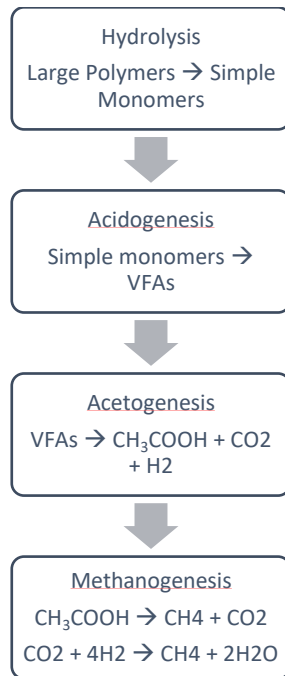 Hydrolysis
Large Polymers → Simple
Monomers
Acidogenesis
Simple monomers →
VFAs
Acetogenesis
VFAs → CH₃COOH + CO2
+ H2
Methanogenesis
CH₃COOH → CH4 + CO2
CO2 + 4H2 → CH4 + 2H2O